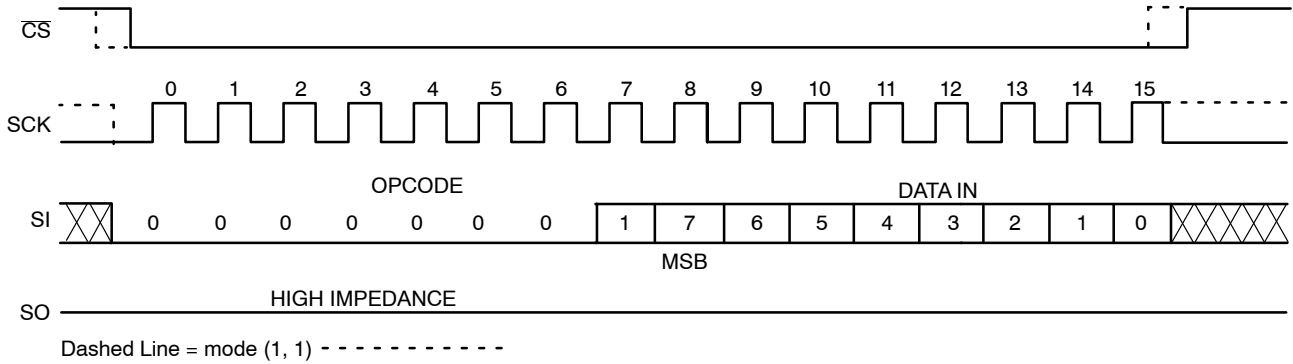 CS
0 1 2 3 4 5 6 7 8 9 10 11 12 13 14 15
SCK
OPCODE
DATA IN
SI
0 0 0 0 0 0 0 1 7 6 5 4 3 2 1 0
MSB
HIGH IMPEDANCE
SO
Dashed Line = mode (1, 1)